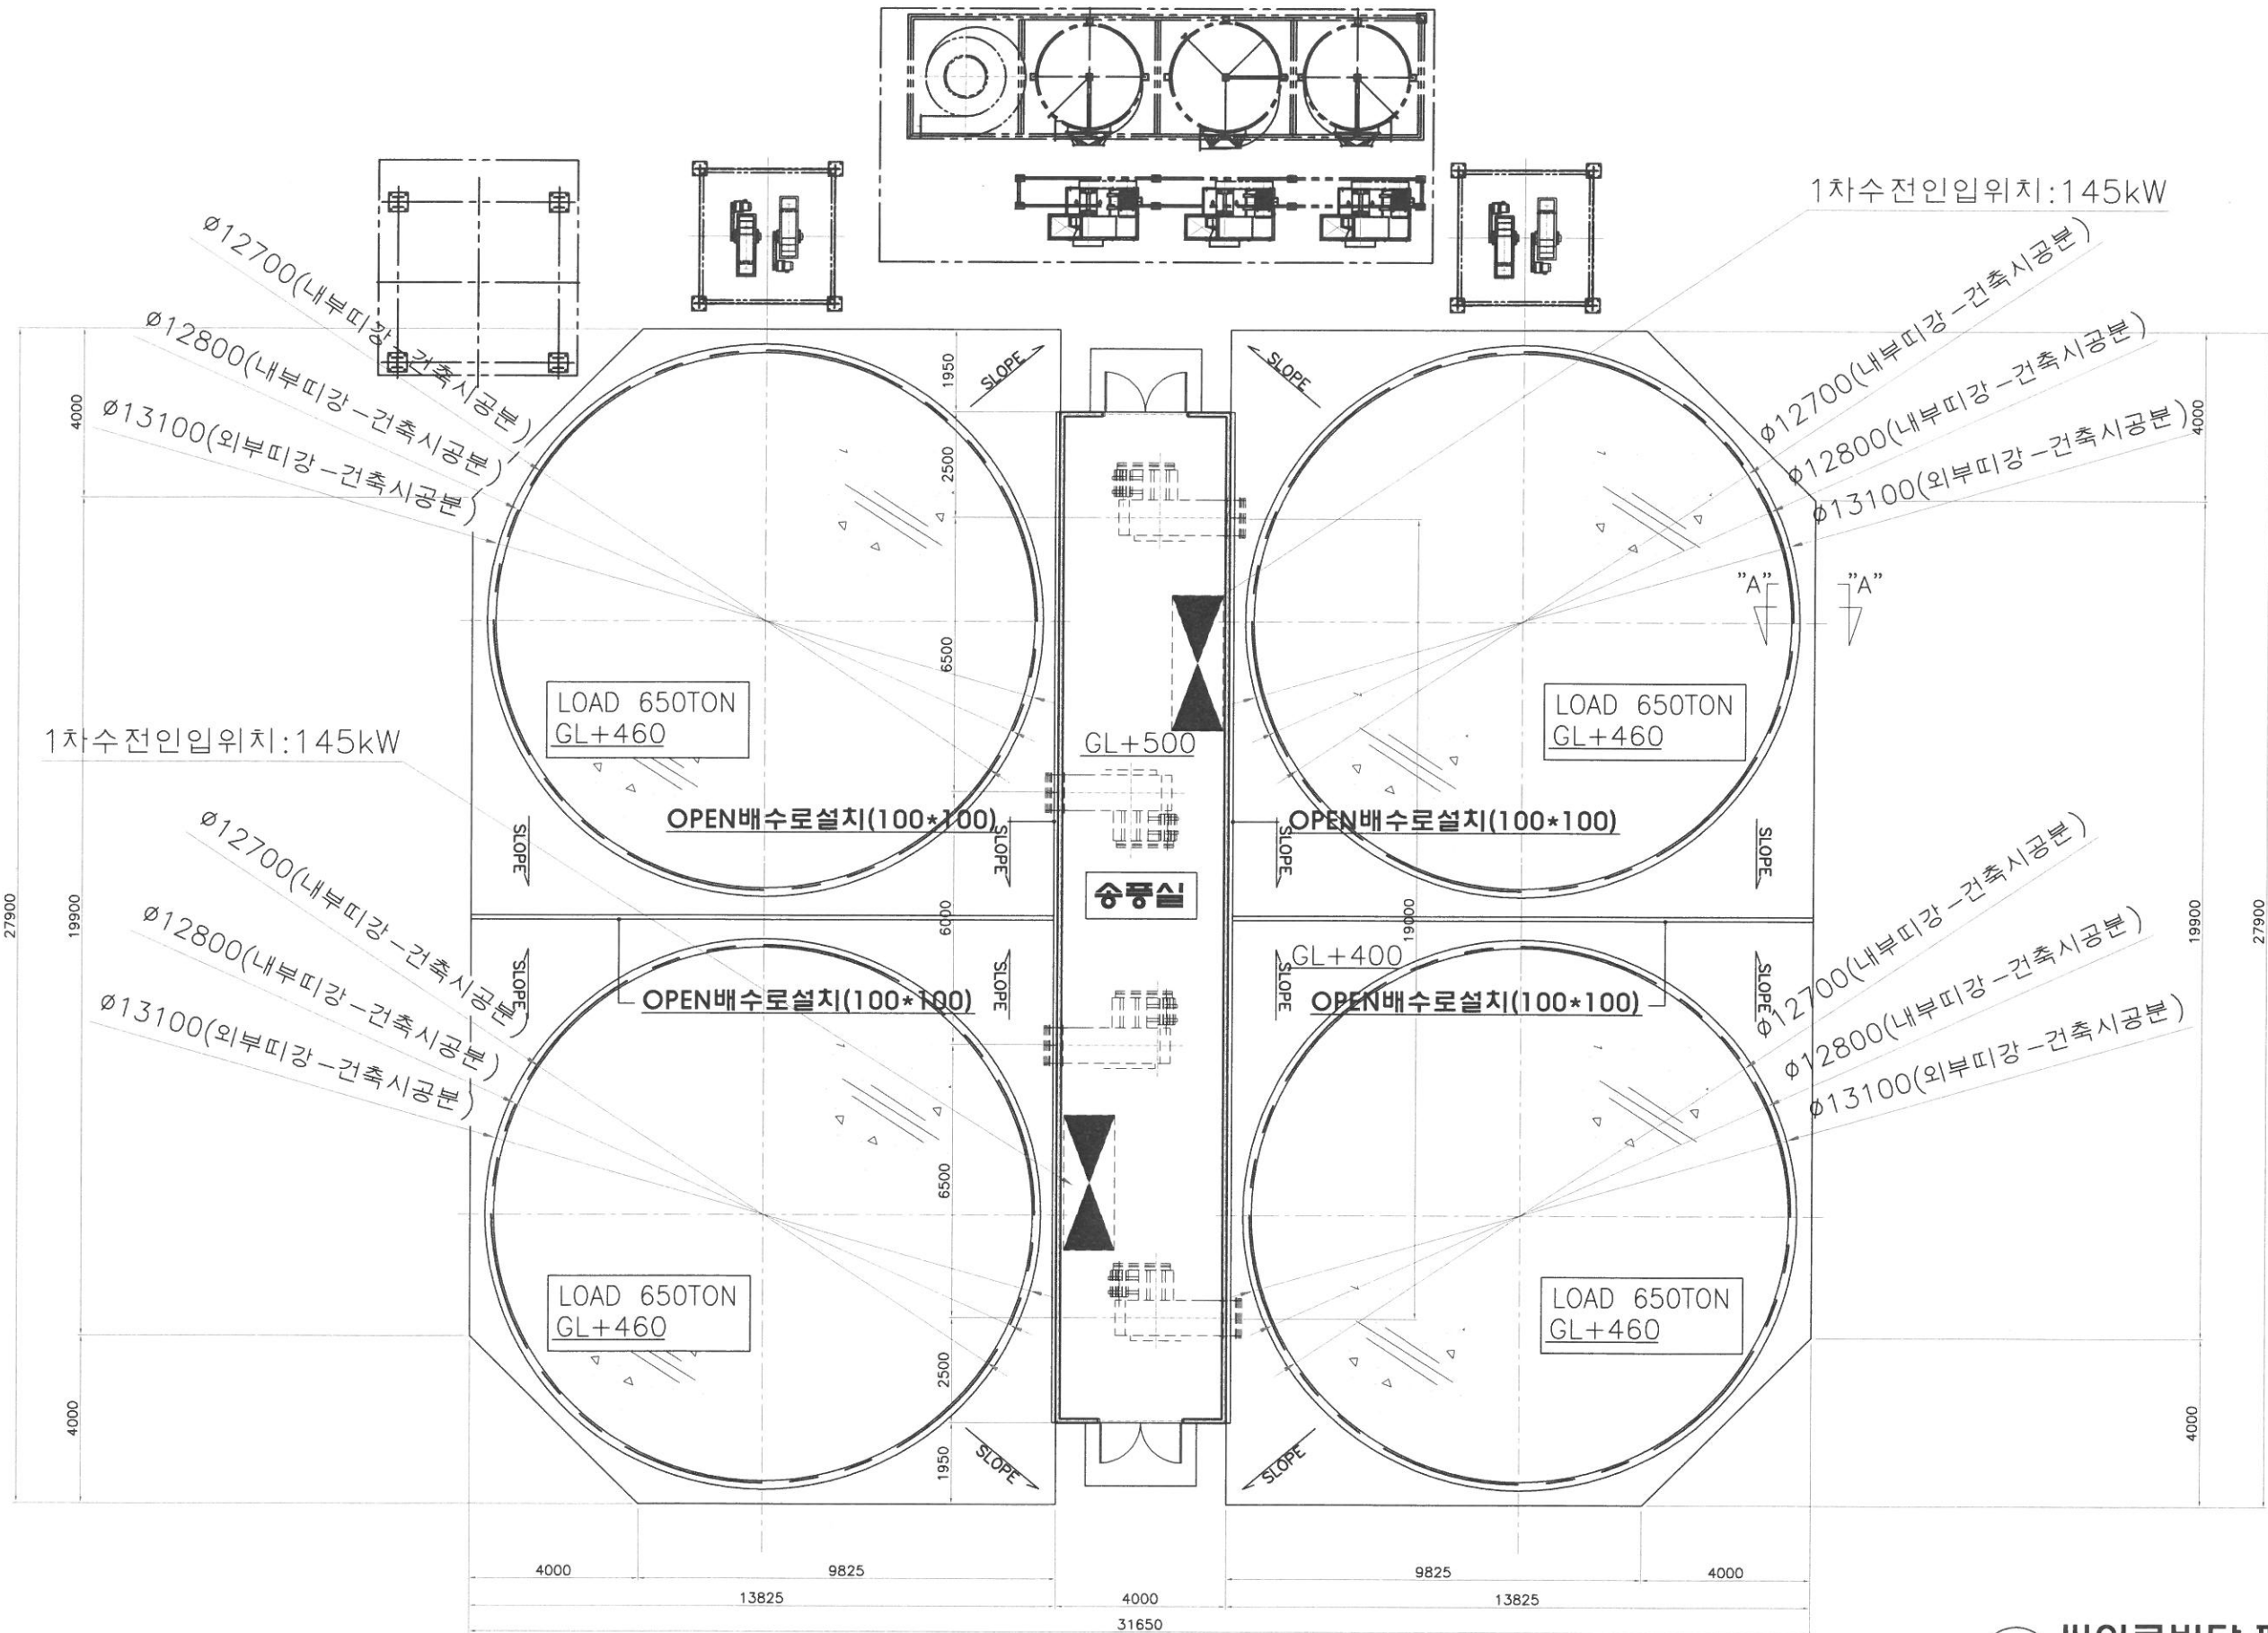 1차수전인입위치:145kW
ø12700(내부띠강-건축시공분)
ø12800(내부띠강-건축시공분)
ø13100(외부띠강-건축시공분)
ø12700(내부띠강-건축시공분)
ø12800(내부띠강-건축시공분)
ø13100(외부띠강-건축시공분)
SLOPE
SLOPE
1950
4000
4000
2500
"A"
"A"
6500
LOAD 650TON
GL+460
LOAD 650TON
GL+460
1차수전인입위치:145kW
GL+500
OPEN배수로설치(100*100)
OPEN배수로설치(100*100)
SLOPE
SLOPE
SLOPE
SLOPE
송풍실
27900
19900
6000
19000
19900
27900
ø12700(내부띠강-건축시공분)
ø12800(내부띠강-건축시공분)
ø13100(외부띠강-건축시공분)
ø12700(내부띠강-건축시공분)
ø12800(내부띠강-건축시공분)
ø13100(외부띠강-건축시공분)
GL+400
SLOPE
SLOPE
SLOPE
SLOPE
OPEN배수로설치(100*100)
OPEN배수로설치(100*100)
6500
LOAD 650TON
GL+460
LOAD 650TON
GL+460
2500
4000
4000
1950
SLOPE
SLOPE
4000
9825
9825
4000
13825
4000
13825
31650